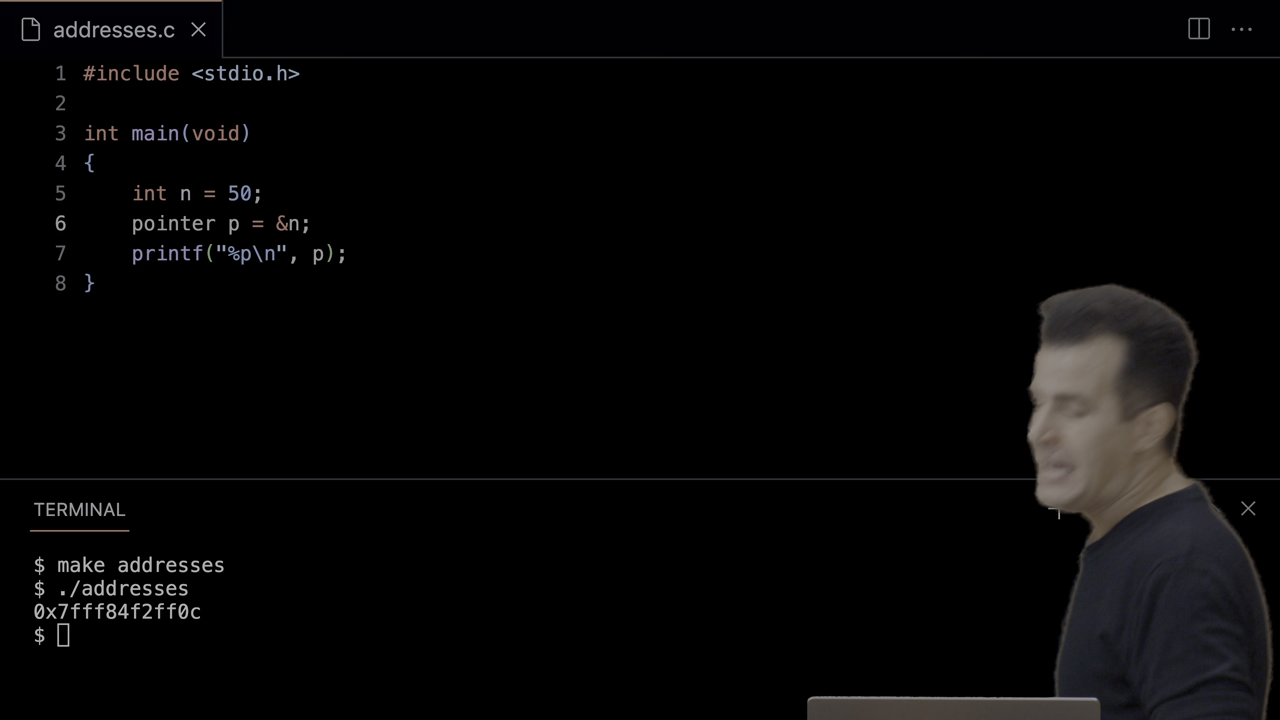 addresses.c
1 #include <stdio.h>
2
3 int main(void)
4 {
5     int n = 50;
6     pointer p = &n;
7     printf("%p\n", p);
8 }
TERMINAL
$ make addresses
$ ./addresses
0x7fff84f2ff0c
$